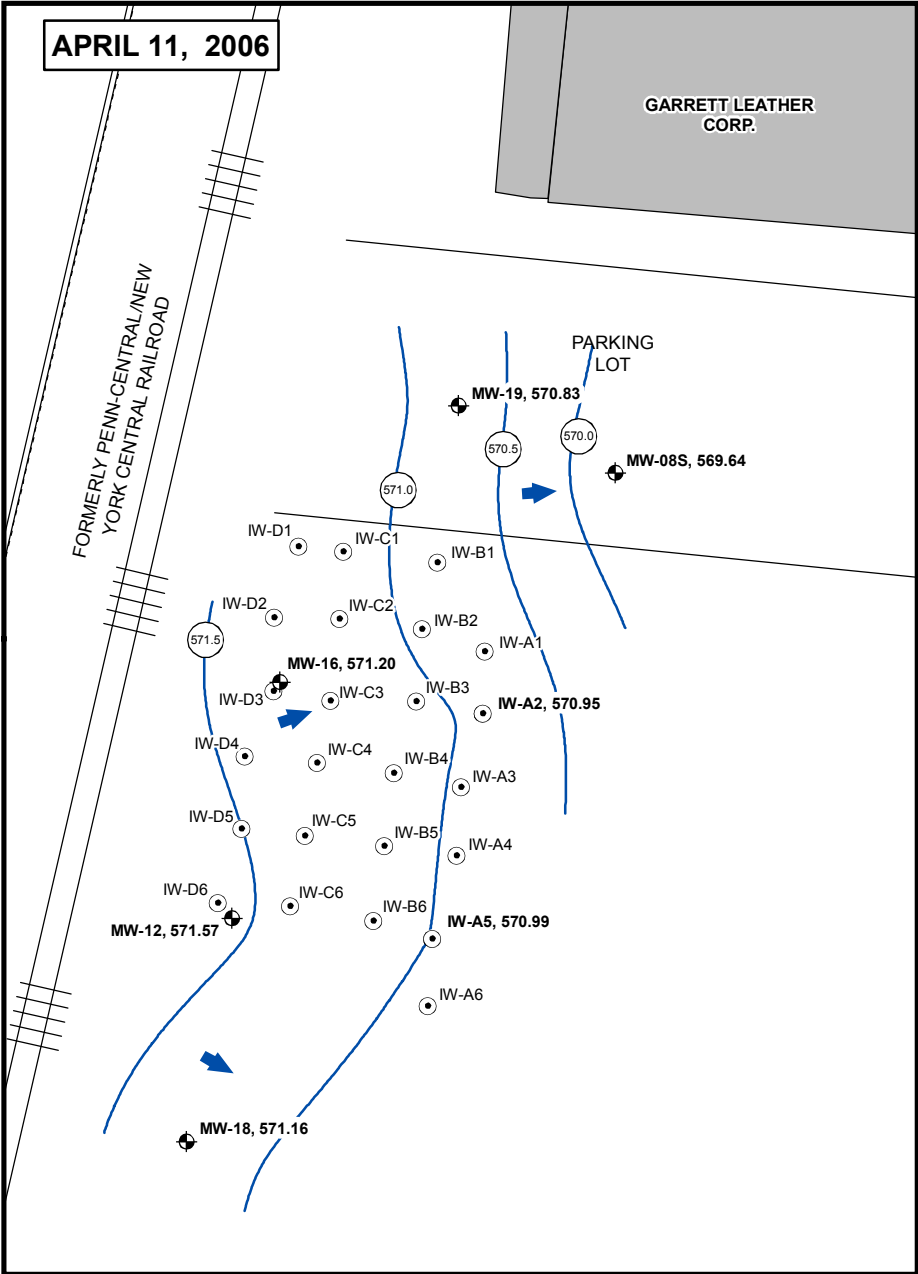 APRIL 11, 2006
GARRETT LEATHER
CORP.
FORMERLY PENN-CENTRAL/NEW
YORK CENTRAL RAILROAD
PARKING
LOT
MW-19, 570.83
570.0
570.5
MW-08S, 569.64
571.0
IW-D1
IW-C1
IW-B1
IW-D2
IW-C2
IW-B2
571.5
IW-A1
MW-16, 571.20
IW-D3
IW-C3
IW-B3
IW-A2, 570.95
IW-D4
IW-C4
IW-B4
IW-A3
IW-D5
IW-C5
IW-B5
IW-A4
IW-D6
IW-C6
IW-B6
MW-12, 571.57
IW-A5, 570.99
IW-A6
MW-18, 571.16